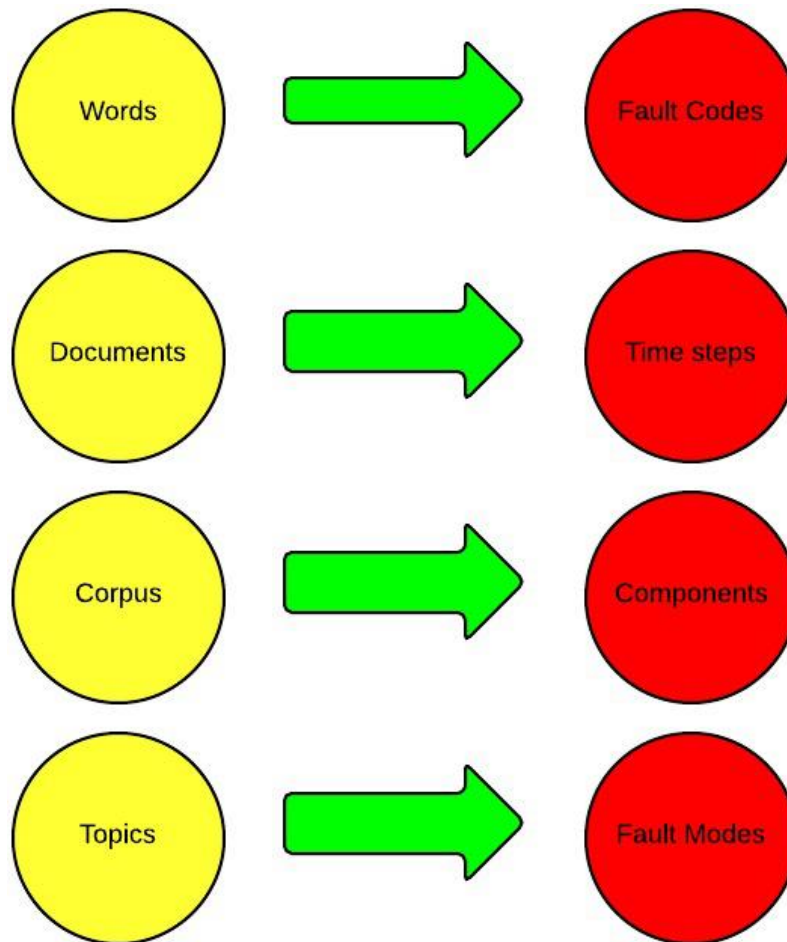 Words
Fault Codes
Documents
Time steps
Corpus
Components
Topics
Fault Modes